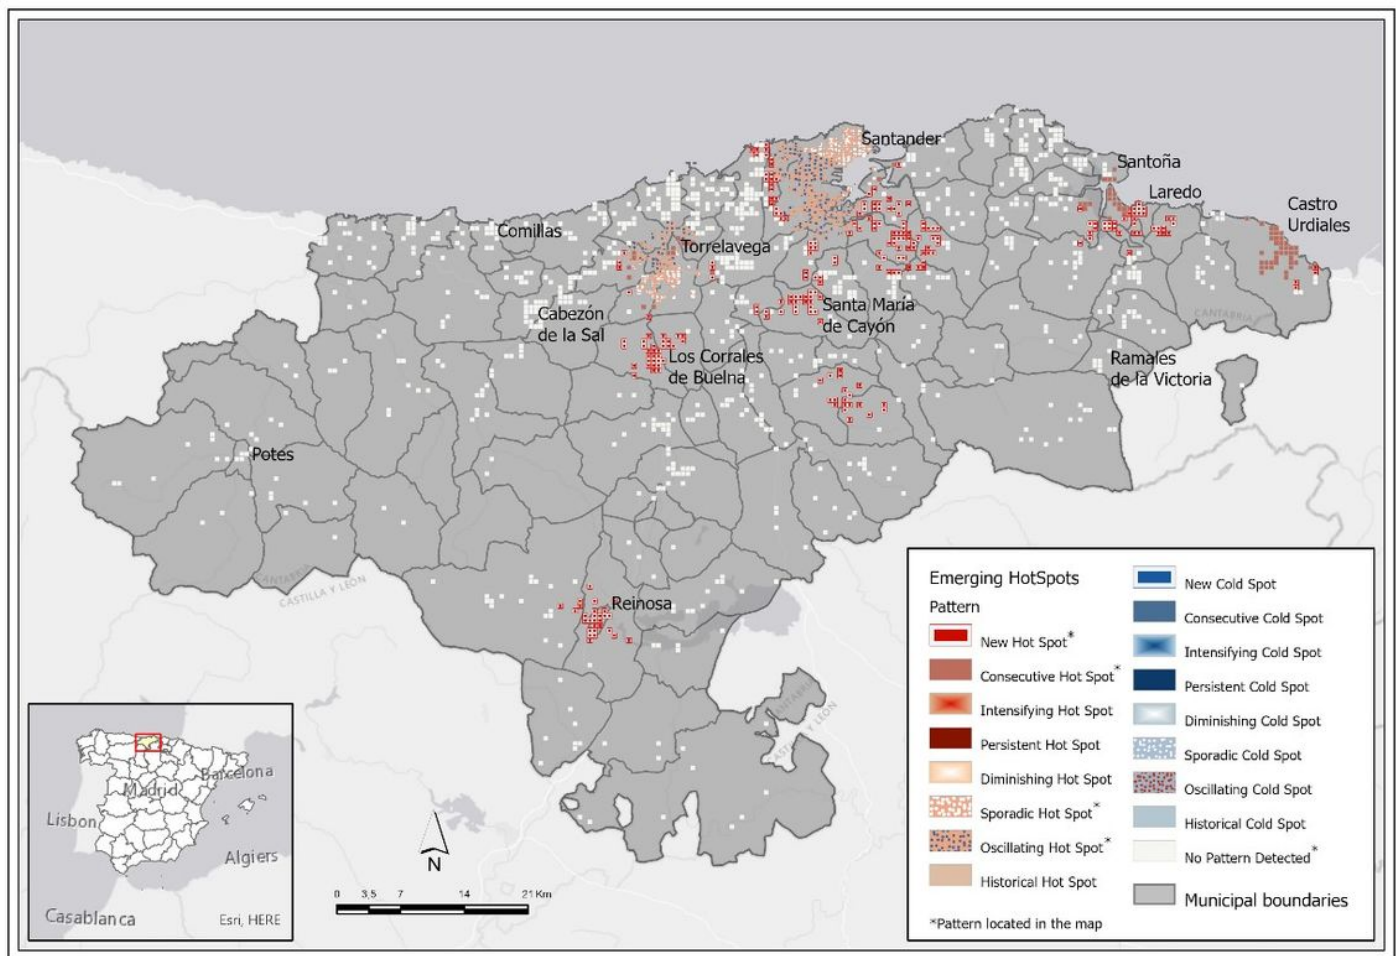 Santander
Santoña
Laredo
Castro
Urdiales
Comillas
Torrelavega
Cabezón
de la Sal
Santa María
de Cayón
CANTABRIA
Los Corrales
de Buelna
Ramales
de la Victoria
Potes
CANTABRIA
CASTILLA Y LEÓN
Reinosa
CANTABRIA
CASTILLA Y LEÓN
Emerging HotSpots
Pattern
New Hot Spot*
Consecutive Hot Spot*
Intensifying Hot Spot
Persistent Hot Spot
Diminishing Hot Spot
Sporadic Hot Spot*
Oscillating Hot Spot*
Historical Hot Spot
*Pattern located in the map
New Cold Spot
Consecutive Cold Spot
Intensifying Cold Spot
Persistent Cold Spot
Diminishing Cold Spot
Sporadic Cold Spot
Oscillating Cold Spot
Historical Cold Spot
No Pattern Detected*
Municipal boundaries
Barcelona
Madrid
Lisbon
Algiers
Casablanca
Esri, HERE
N
0 3,5 7 14 21 Km